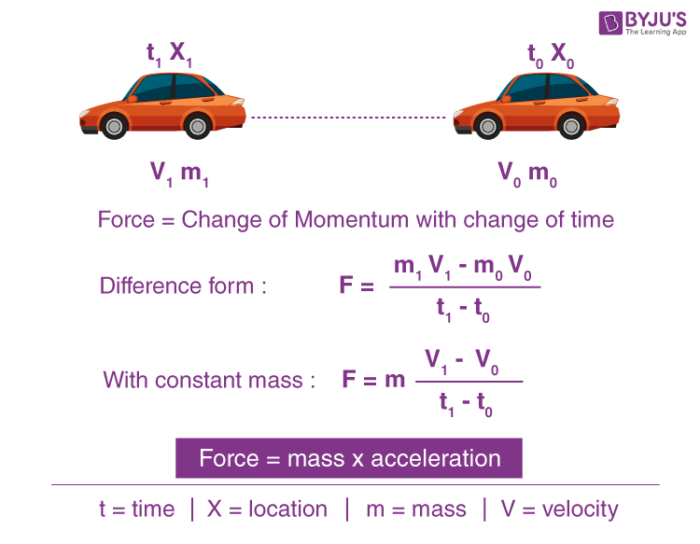 BYJU'S
The Learning App
t₁ X₁
t₀ X₀
V₁ m₁
V₀ m₀
Force = Change of Momentum with change of time
Difference form : F = m₁ V₁ - m₀ V₀
t₁ - t₀
With constant mass : F = m V₁ - V₀
t₁ - t₀
Force = mass x acceleration
t = time | X = location | m = mass | V = velocity